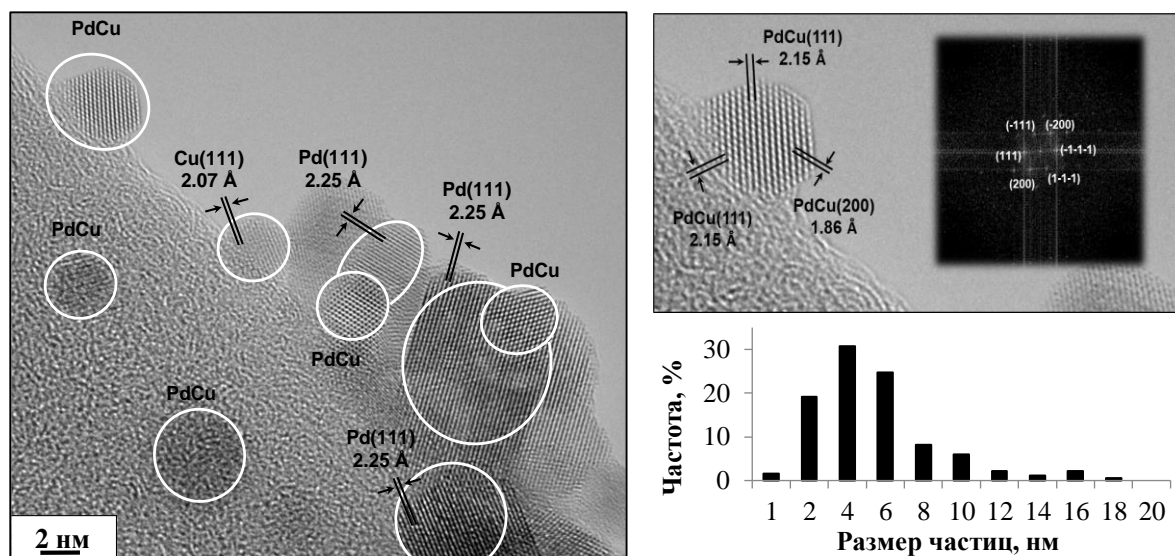 PdCu
Cu(111)
2.07 Å
Pd(111)
2.25 Å
Pd(111)
2.25 Å
PdCu
PdCu
PdCu
PdCu
Pd(111)
2.25 Å
2 нм
PdCu(111)
2.15 Å
PdCu(111)
2.15 Å
PdCu(200)
1.86 Å
(-111)
(-200)
(111)
(-1-1-1)
(200)
(1-1-1)
Частота, %
30
20
10
0
1 2 4 6 8 10 12 14 16 18 20
Размер частиц, нм